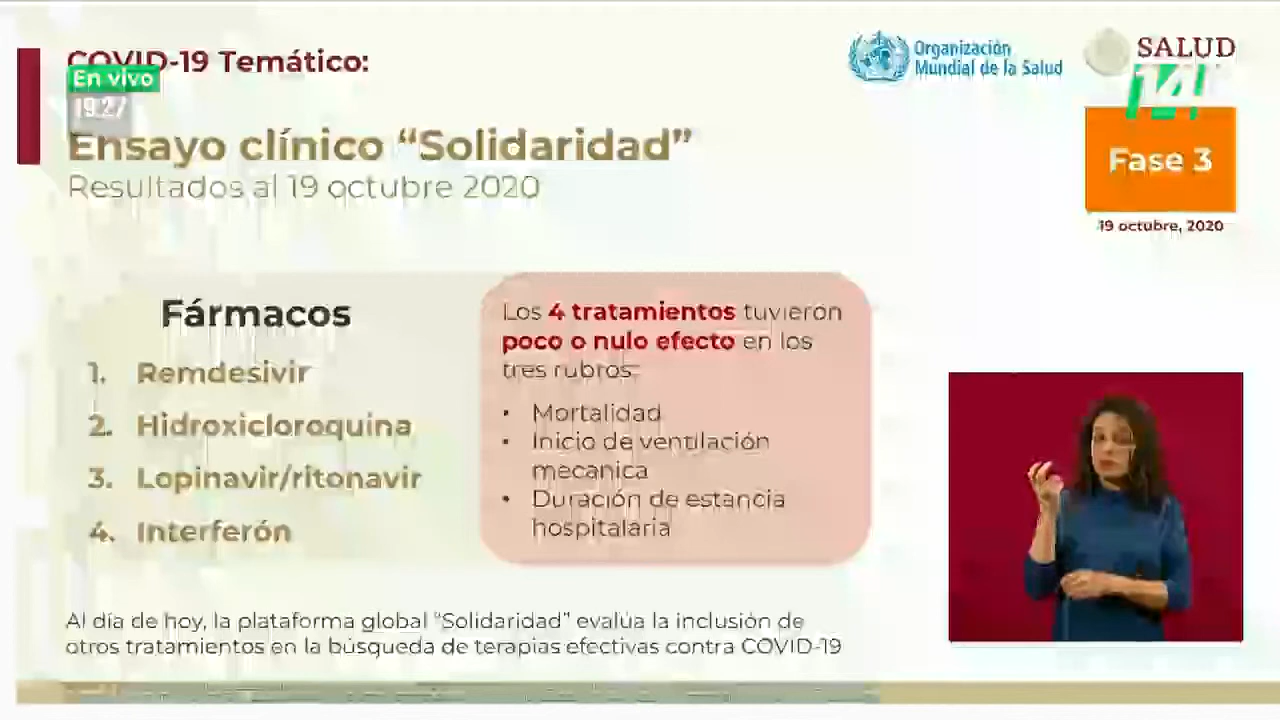 COVID-19 Temático:
En vivo
19:27
Ensayo clínico “Solidaridad”
Resultados al 19 octubre 2020
Organización
Mundial de la Salud
SALUD
14
Fase 3
19 octubre, 2020
Fármacos
1. Remdesivir
2. Hidroxicloroquina
3. Lopinavir/ritonavir
4. Interferón
Los 4 tratamientos tuvieron
poco o nulo efecto en los
tres rubros:
• Mortalidad
• Inicio de ventilación
mecanica
• Duración de estancia
hospitalaria
Al día de hoy, la plataforma global “Solidaridad” evalúa la inclusión de
otros tratamientos en la búsqueda de terapias efectivas contra COVID-19